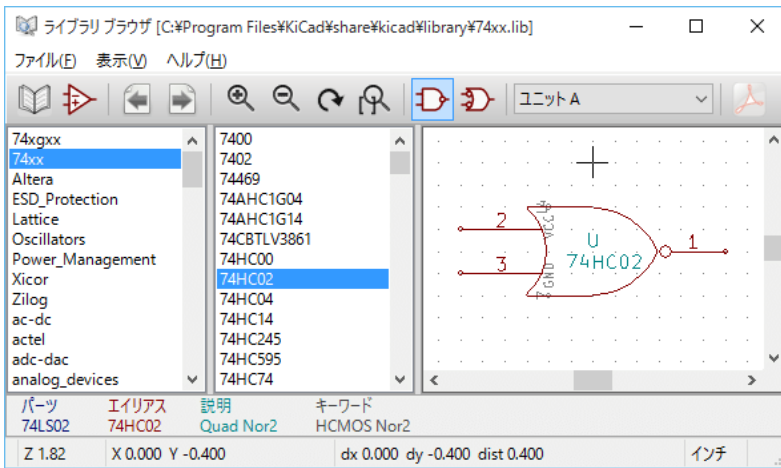 ライブラリ ブラウザ [C:¥Program Files¥KiCad¥share¥kicad¥library¥74xx.lib]
ファイル(F) 表示(V) ヘルプ(H)
ユニット A
74xgxx
74xx
Altera
ESD_Protection
Lattice
Oscillators
Power_Management
Xicor
Zilog
ac-dc
actel
adc-dac
analog_devices
7400
7402
74469
74AHC1G04
74AHC1G14
74CBTLV3861
74HC00
74HC02
74HC04
74HC14
74HC245
74HC595
74HC74
14
VCC
2
U
1
3
74HC02
GND
7
パーツ エイリアス 説明 キーワード
74LS02 74HC02 Quad Nor2 HCMOS Nor2
Z 1.82 X 0.000 Y -0.400 dx 0.000 dy -0.400 dist 0.400 インチ